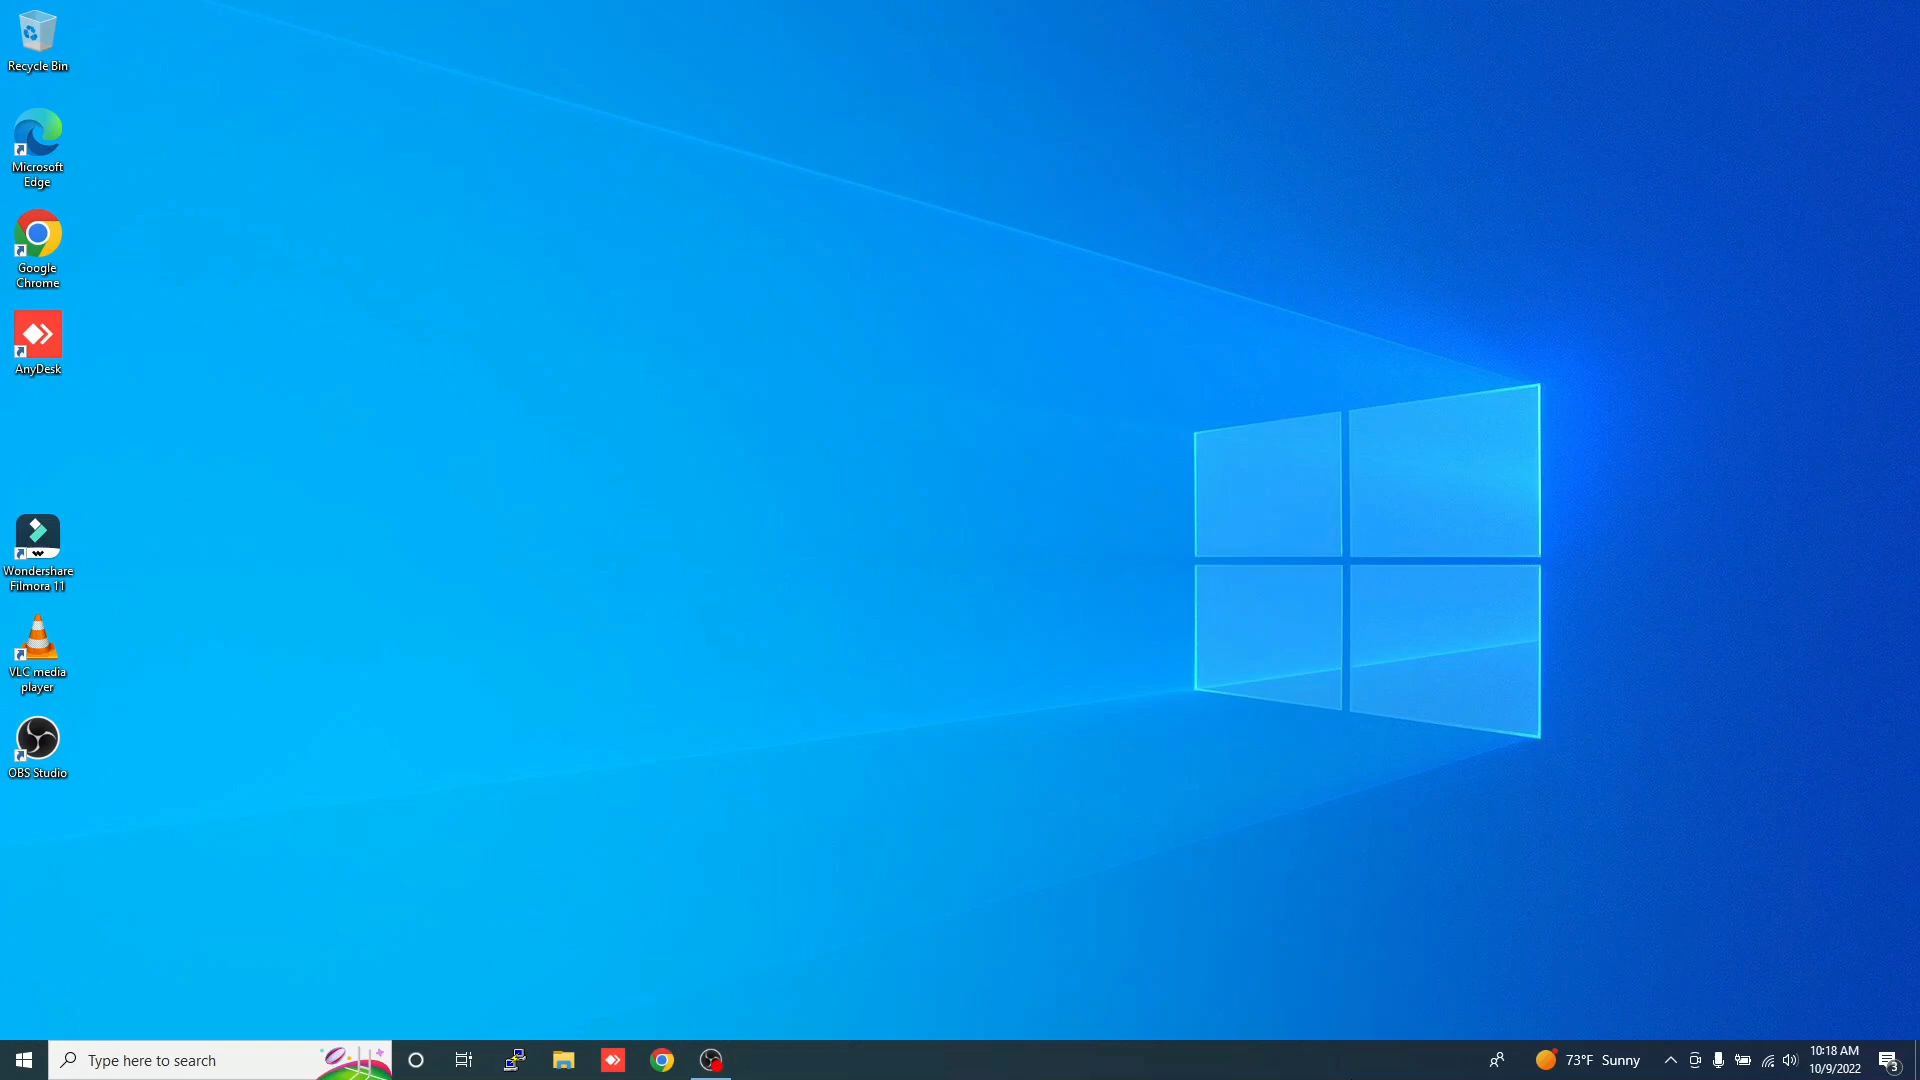 Recycle Bin
Microsoft
Edge
Google
Chrome
AnyDesk
Wondershare
Filmora 11
VLC media
player
OBS Studio
Type here to search
73°F Sunny
10:18 AM
10/9/2022
3